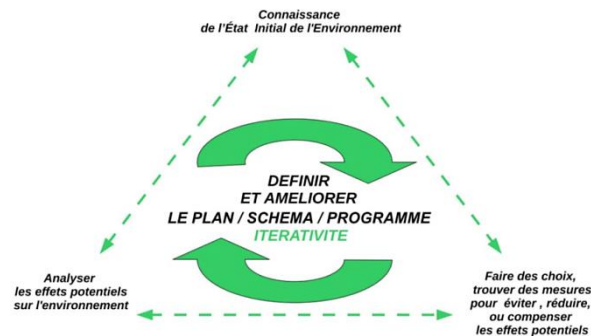 Connaissance
de l'État Initial de l'Environnement
DEFINIR
ET AMELIORER
LE PLAN / SCHEMA / PROGRAMME
ITERATIVITE
Analyser
les effets potentiels
sur l'environnement
Faire des choix,
trouver des mesures
pour éviter , réduire,
ou compenser
les effets potentiels